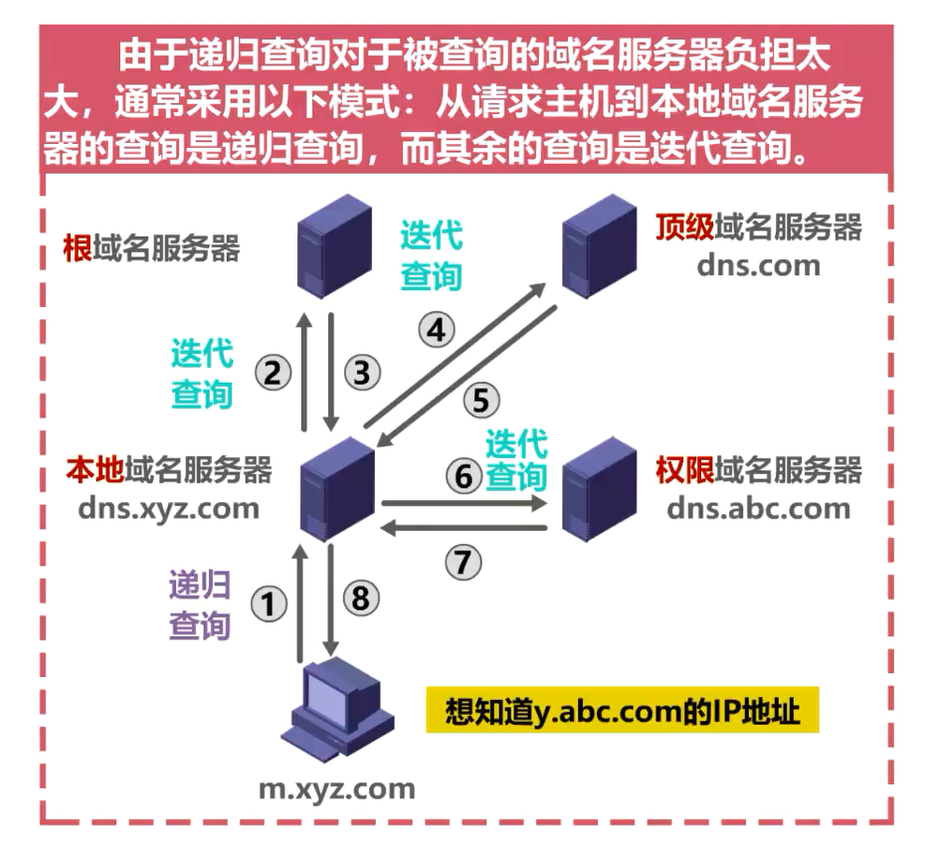 由于递归查询对于被查询的域名服务器负担太
大，通常采用以下模式：从请求主机到本地域名服务
器的查询是递归查询，而其余的查询是迭代查询。
根域名服务器
迭代
查询
顶级域名服务器
dns.com
④
迭代
查询
②
③
⑤
本地域名服务器
dns.xyz.com
⑥
迭代
查询
权限域名服务器
dns.abc.com
⑦
递归
查询
①
⑧
想知道y.abc.com的IP地址
m.xyz.com